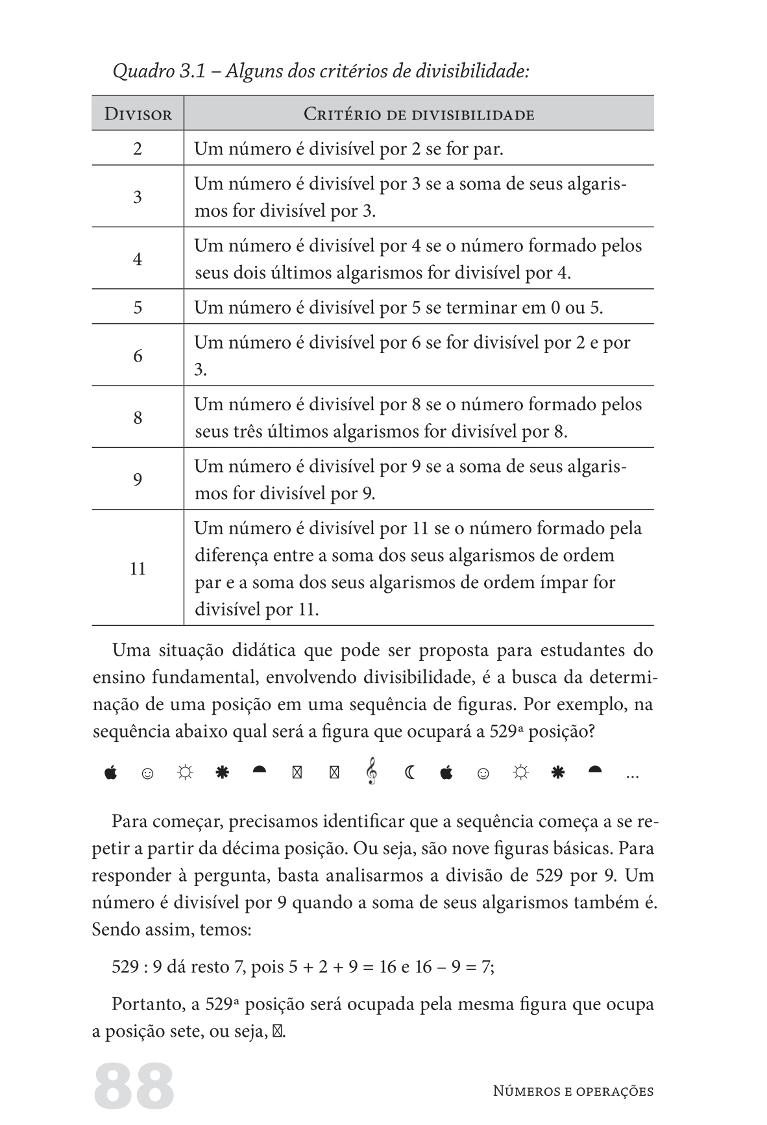 Quadro 3.1 – Alguns dos critérios de divisibilidade:
Divisor Critério de divisibilidade
2 Um número é divisível por 2 se for par.
3 Um número é divisível por 3 se a soma de seus algaris-
mos for divisível por 3.
4 Um número é divisível por 4 se o número formado pelos
seus dois últimos algarismos for divisível por 4.
5 Um número é divisível por 5 se terminar em 0 ou 5.
6 Um número é divisível por 6 se for divisível por 2 e por
3.
8 Um número é divisível por 8 se o número formado pelos
seus três últimos algarismos for divisível por 8.
9 Um número é divisível por 9 se a soma de seus algaris-
mos for divisível por 9.
11 Um número é divisível por 11 se o número formado pela
diferença entre a soma dos seus algarismos de ordem
par e a soma dos seus algarismos de ordem ímpar for
divisível por 11.
Uma situação didática que pode ser proposta para estudantes do
ensino fundamental, envolvendo divisibilidade, é a busca da determi-
nação de uma posição em uma sequência de figuras. Por exemplo, na
sequência abaixo qual será a figura que ocupará a 529ª posição?
...
Para começar, precisamos identificar que a sequência começa a se re-
petir a partir da décima posição. Ou seja, são nove figuras básicas. Para
responder à pergunta, basta analisarmos a divisão de 529 por 9. Um
número é divisível por 9 quando a soma de seus algarismos também é.
Sendo assim, temos:
529 : 9 dá resto 7, pois 5 + 2 + 9 = 16 e 16 – 9 = 7;
Portanto, a 529ª posição será ocupada pela mesma figura que ocupa
a posição sete, ou seja, .
88 Números e operações